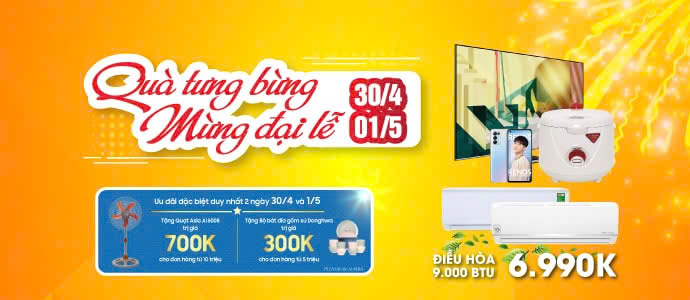 Quà tưng bừng
Mừng đại lễ
30/4
01/5
Ưu đãi đặc biệt duy nhất 2 ngày 30/4 và 1/5
Tặng Quạt Asia A16006
trị giá
700K
cho đơn hàng từ 10 triệu
Tặng Bộ bát đĩa gốm sứ Donghwa
trị giá
300K
cho đơn hàng từ 5 triệu
ĐIỀU HÒA
9.000 BTU
6.990K